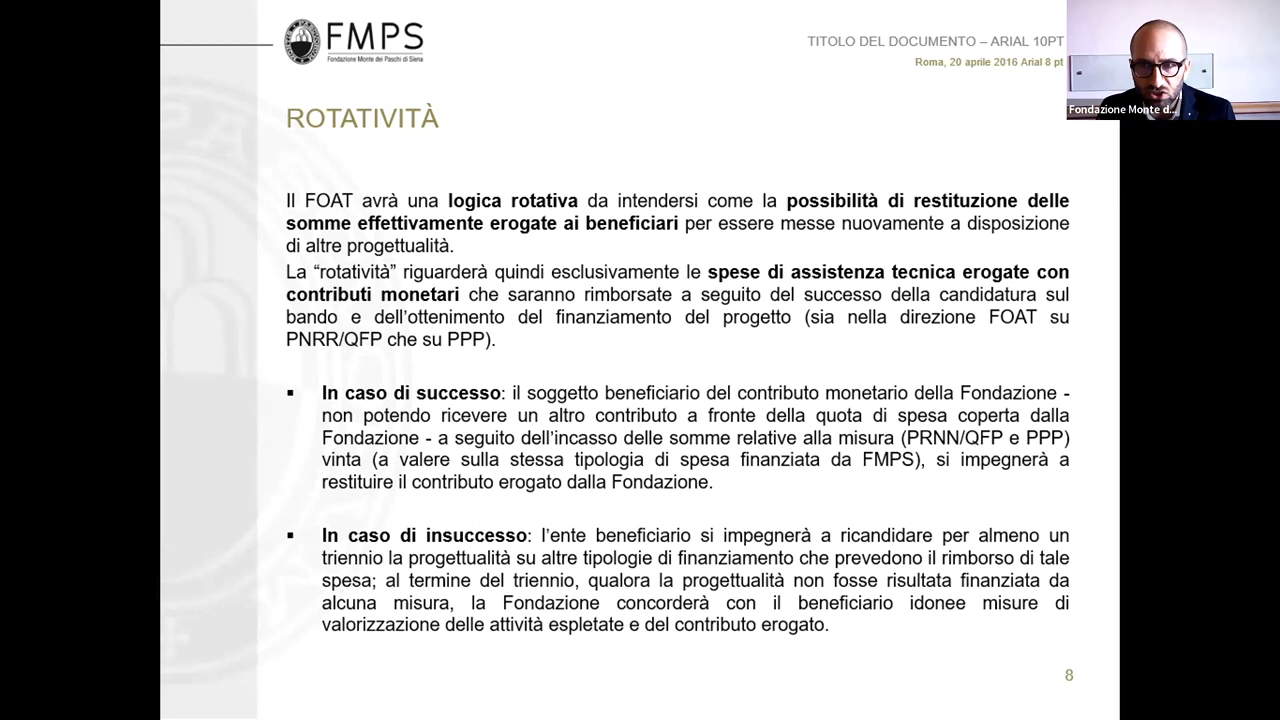 FMPS
Fondazione Monte dei Paschi di Siena
TITOLO DEL DOCUMENTO – ARIAL 10PT
Roma, 20 aprile 2016 Arial 8 pt
Fondazione Monte d...
ROTATIVITÀ
Il FOAT avrà una logica rotativa da intendersi come la possibilità di restituzione delle
somme effettivamente erogate ai beneficiari per essere messe nuovamente a disposizione
di altre progettualità.
La “rotatività” riguarderà quindi esclusivamente le spese di assistenza tecnica erogate con
contributi monetari che saranno rimborsate a seguito del successo della candidatura sul
bando e dell’ottenimento del finanziamento del progetto (sia nella direzione FOAT su
PNRR/QFP che su PPP).
▪ In caso di successo: il soggetto beneficiario del contributo monetario della Fondazione -
non potendo ricevere un altro contributo a fronte della quota di spesa coperta dalla
Fondazione - a seguito dell’incasso delle somme relative alla misura (PRNN/QFP e PPP)
vinta (a valere sulla stessa tipologia di spesa finanziata da FMPS), si impegnerà a
restituire il contributo erogato dalla Fondazione.
▪ In caso di insuccesso: l’ente beneficiario si impegnerà a ricandidare per almeno un
triennio la progettualità su altre tipologie di finanziamento che prevedono il rimborso di tale
spesa; al termine del triennio, qualora la progettualità non fosse risultata finanziata da
alcuna misura, la Fondazione concorderà con il beneficiario idonee misure di
valorizzazione delle attività espletate e del contributo erogato.
8